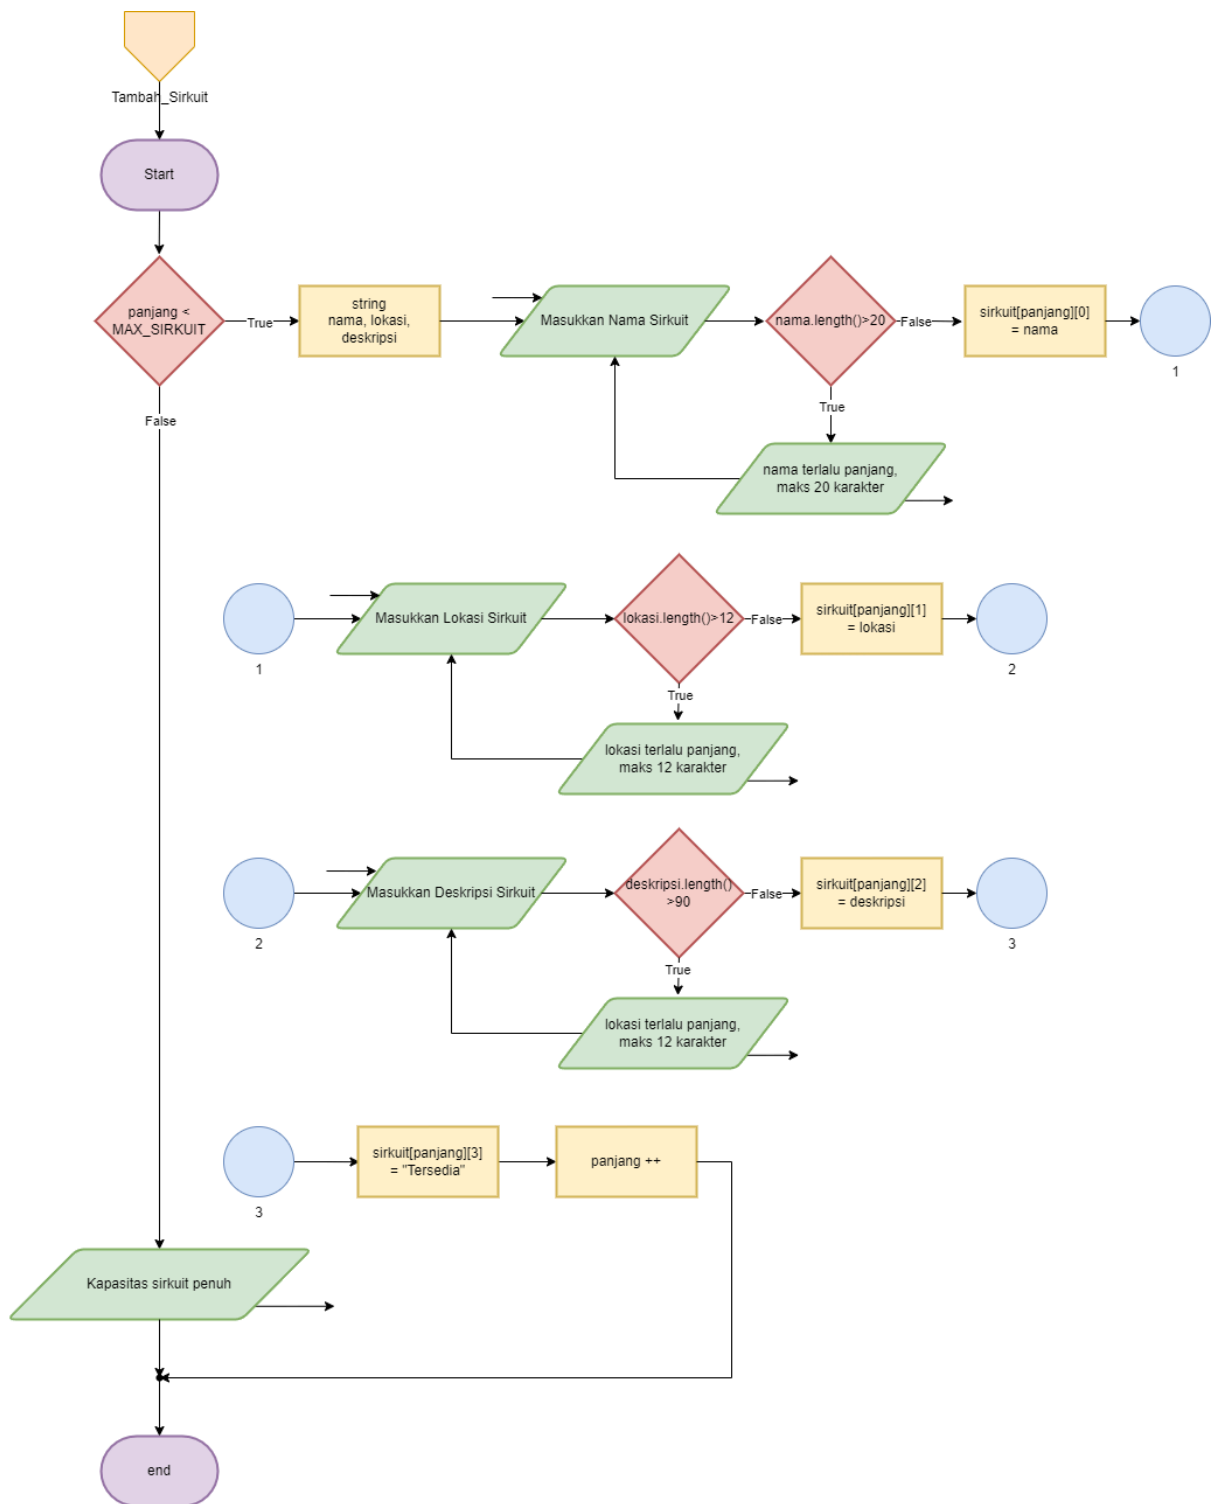 Tambah_Sirkuit
Start
panjang <
MAX_SIRKUIT
True
string
nama, lokasi,
deskripsi
Masukkan Nama Sirkuit
nama.length()>20
False
sirkuit[panjang][0]
= nama
1
False
True
nama terlalu panjang,
maks 20 karakter
1
Masukkan Lokasi Sirkuit
lokasi.length()>12
False
sirkuit[panjang][1]
= lokasi
2
True
lokasi terlalu panjang,
maks 12 karakter
2
Masukkan Deskripsi Sirkuit
deskripsi.length()
>90
False
sirkuit[panjang][2]
= deskripsi
3
True
lokasi terlalu panjang,
maks 12 karakter
3
sirkuit[panjang][3]
= "Tersedia"
panjang ++
Kapasitas sirkuit penuh
end